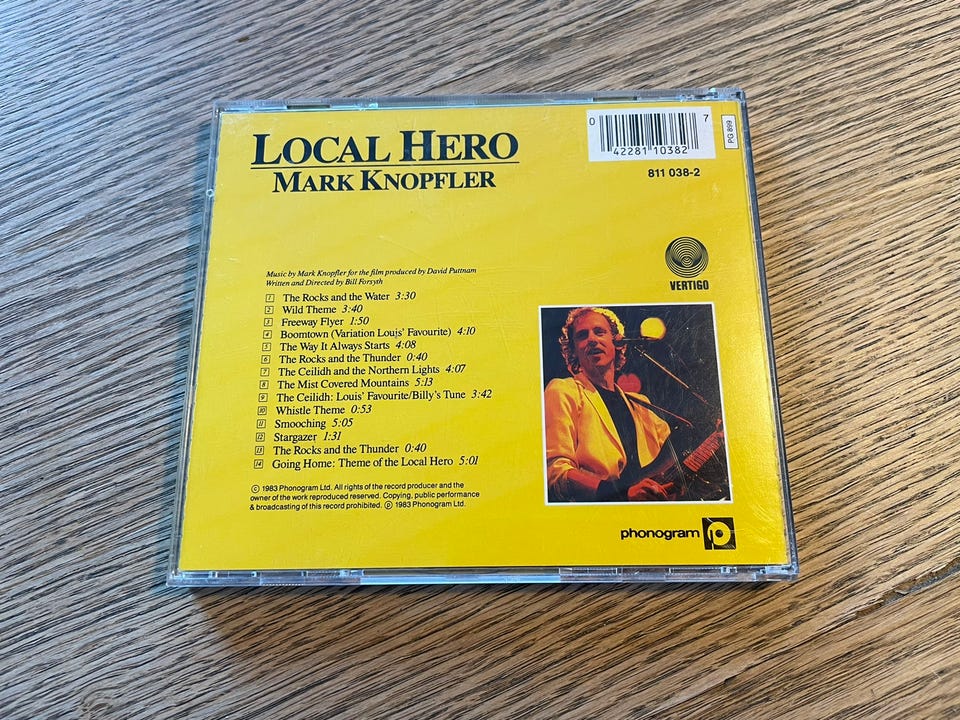 LOCAL HERO
MARK KNOPFLER
0 42281 10382 7
PG 899
811 038-2
VERTIGO
Music by Mark Knopfler for the film produced by David Puttnam
Written and Directed by Bill Forsyth
1 The Rocks and the Water 3:30
2 Wild Theme 3:40
3 Freeway Flyer 1:50
4 Boomtown (Variation Louis' Favourite) 4:10
5 The Way It Always Starts 4:08
6 The Rocks and the Thunder 0:40
7 The Ceilidh and the Northern Lights 4:07
8 The Mist Covered Mountains 5:13
9 The Ceilidh: Louis' Favourite/Billy's Tune 3:42
10 Whistle Theme 0:53
11 Smooching 5:05
12 Stargazer 1:31
13 The Rocks and the Thunder 0:40
14 Going Home: Theme of the Local Hero 5:01
© 1983 Phonogram Ltd. All rights of the record producer and the
owner of the work reproduced reserved. Copying, public performance
& broadcasting of this record prohibited. ℗ 1983 Phonogram Ltd.
phonogram